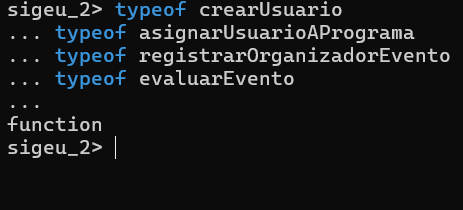 sigeu_2> typeof crearUsuario
... typeof asignarUsuarioAPrograma
... typeof registrarOrganizadorEvento
... typeof evaluarEvento
...
function
sigeu_2>